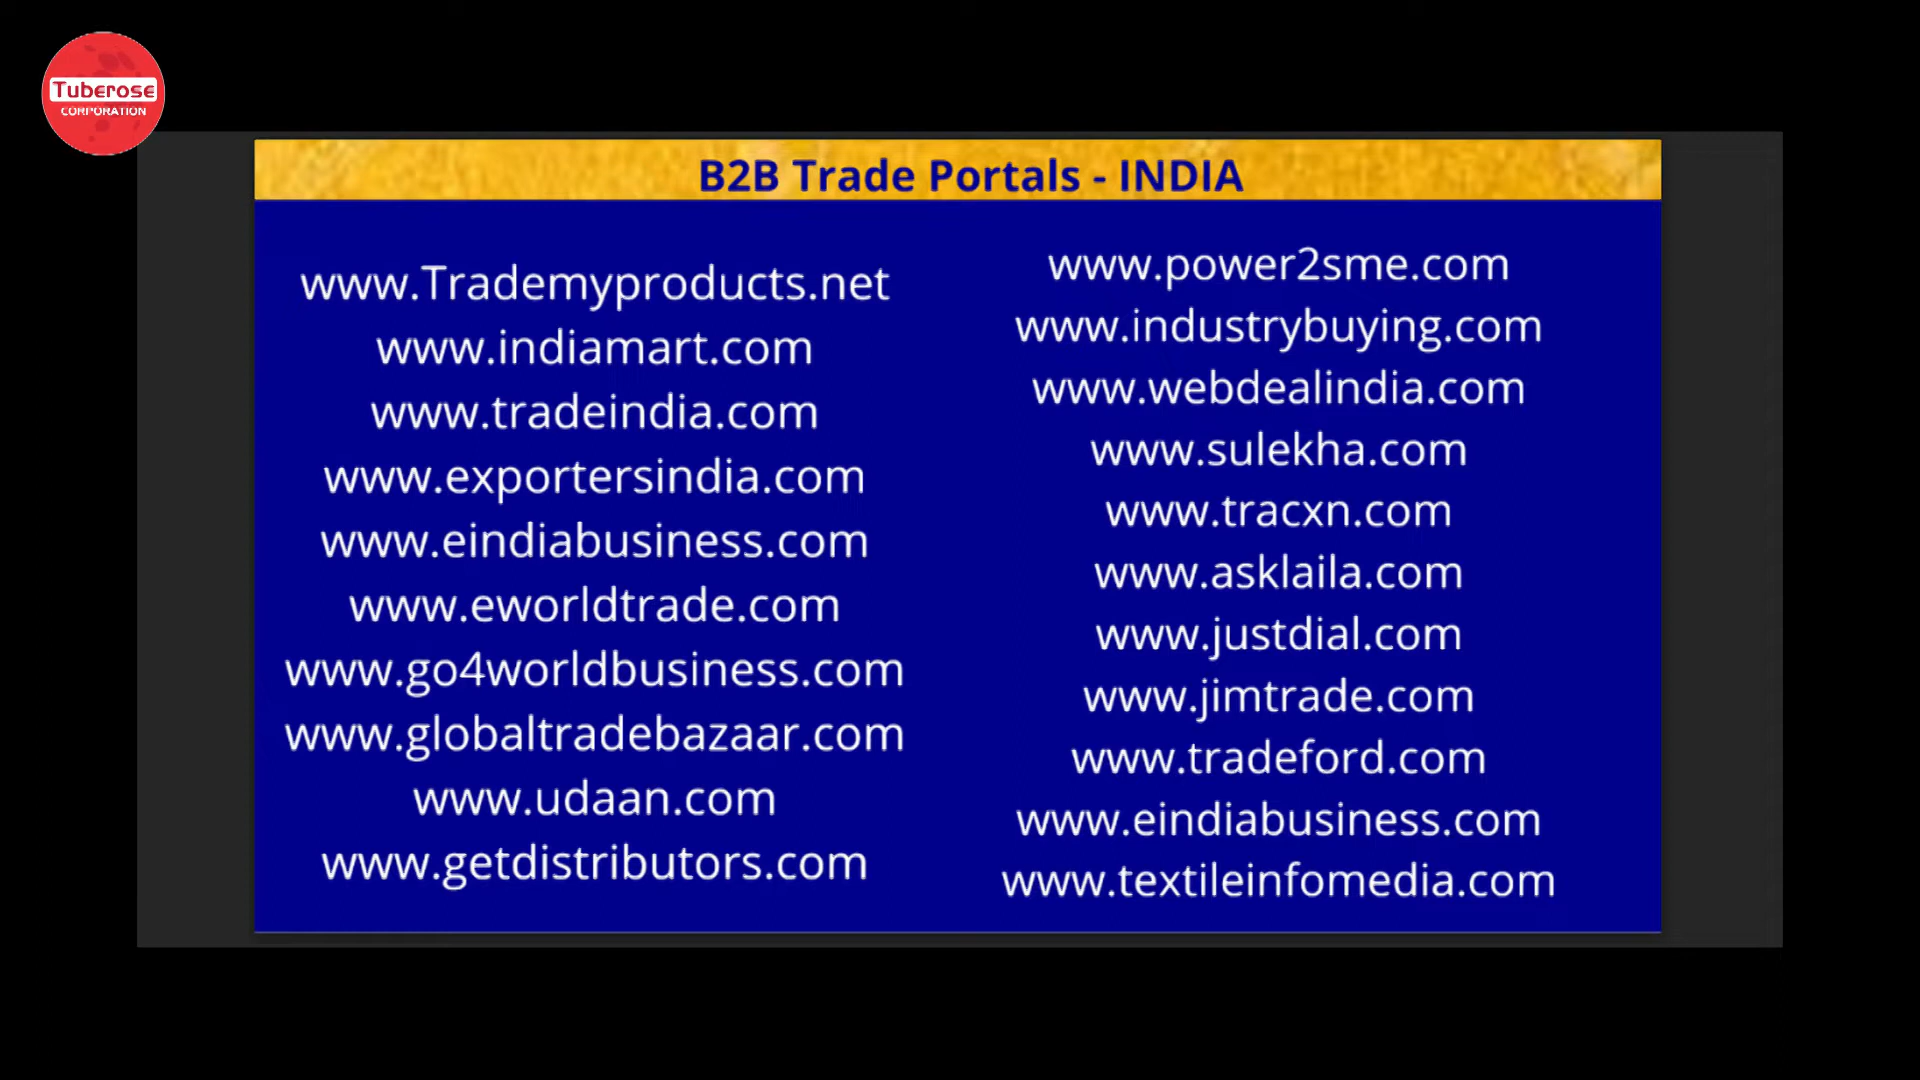 Tuberose
CORPORATION
B2B Trade Portals - INDIA
www.Trademyproducts.net
www.indiamart.com
www.tradeindia.com
www.exportersindia.com
www.eindiabusiness.com
www.eworldtrade.com
www.go4worldbusiness.com
www.globaltradebazaar.com
www.udaan.com
www.getdistributors.com
www.power2sme.com
www.industrybuying.com
www.webdealindia.com
www.sulekha.com
www.tracxn.com
www.asklaila.com
www.justdial.com
www.jimtrade.com
www.tradeford.com
www.eindiabusiness.com
www.textileinfomedia.com